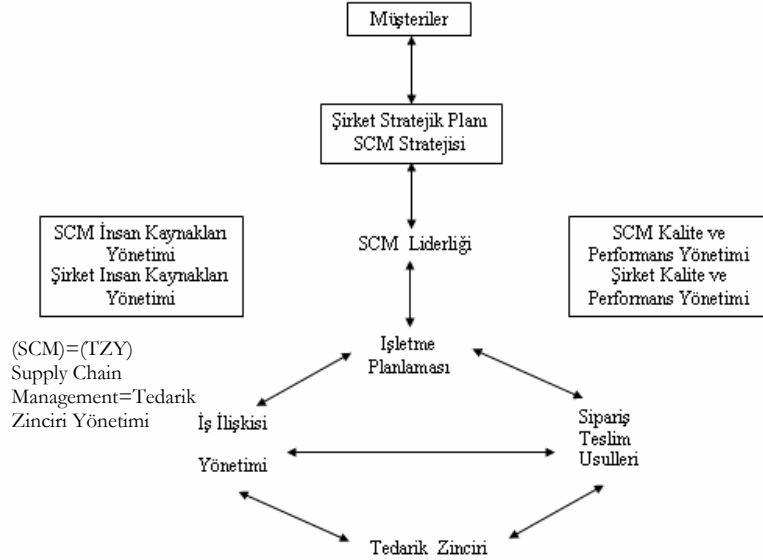 Müşteriler
Şirket Stratejik Planı
SCM Stratejisi
SCM İnsan Kaynakları
Yönetimi
Şirket Insan Kaynakları
Yönetimi
SCM Liderliği
SCM Kalite ve
Performans Yönetimi
Şirket Kalite ve
Performans Yönetimi
(SCM)=(TZY)
Supply Chain
Management=Tedarik
Zinciri Yönetimi
Işletme
Planlaması
İş İlişkisi
Yönetimi
Sipariş
Teslim
Usulleri
Tedarik Zinciri